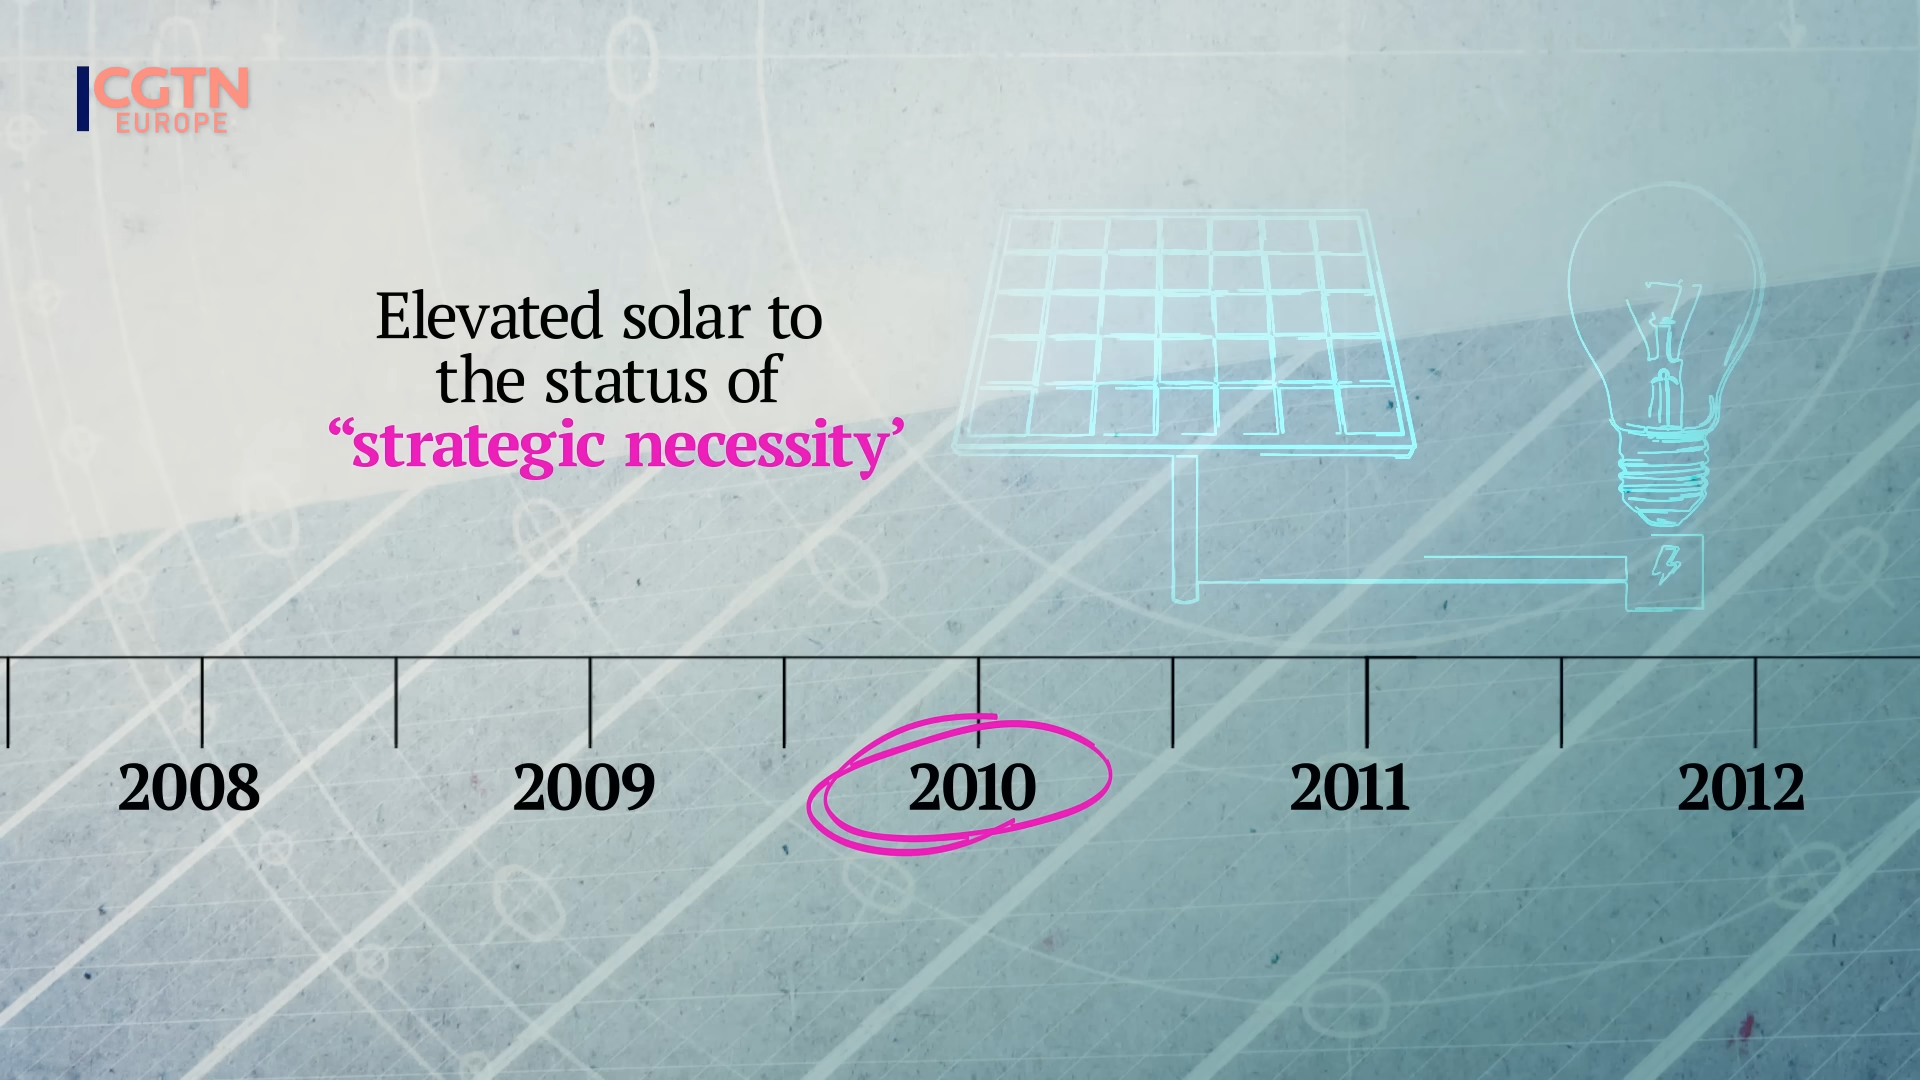 CGTN
EUROPE
Elevated solar to
the status of
“strategic necessity’
2008 2009 2010 2011 2012